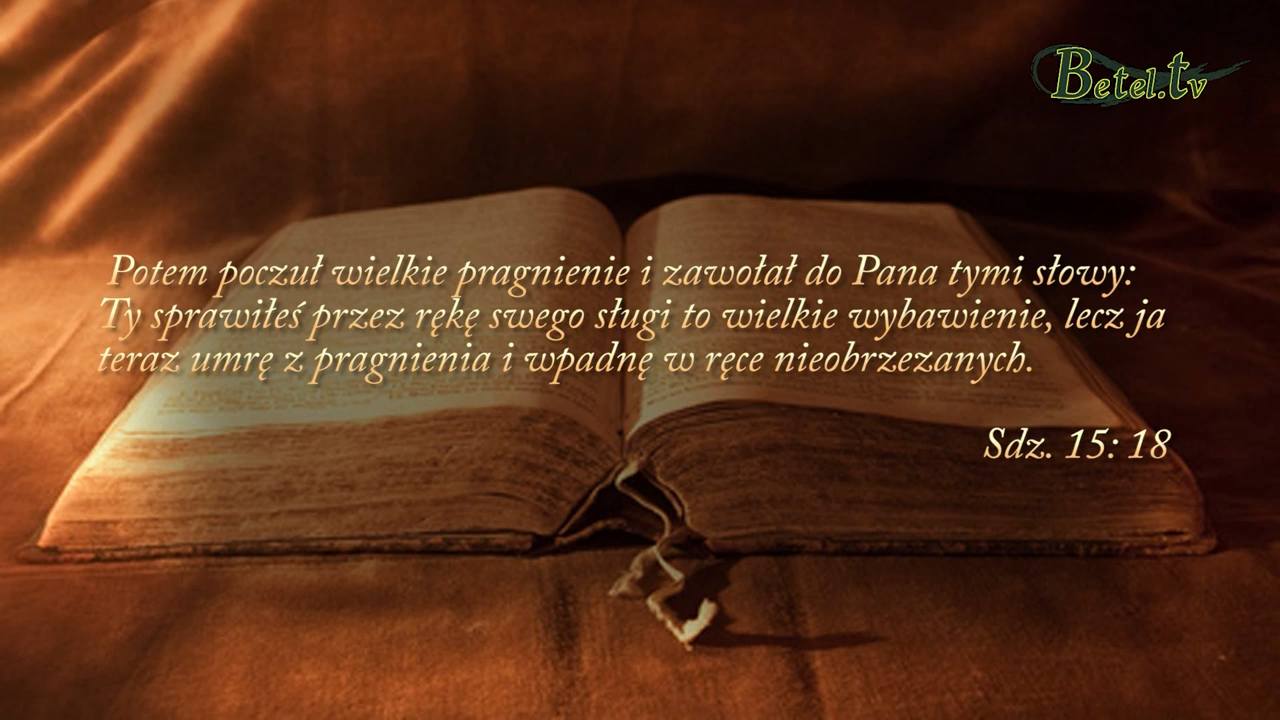 Betel.tv
Potem poczuł wielkie pragnienie i zawołał do Pana tymi słowy:
Ty sprawiłeś przez rękę swego sługi to wielkie wybawienie, lecz ja
teraz umrę z pragnienia i wpadnę w ręce nieobrzezanych.
Sdz. 15: 18